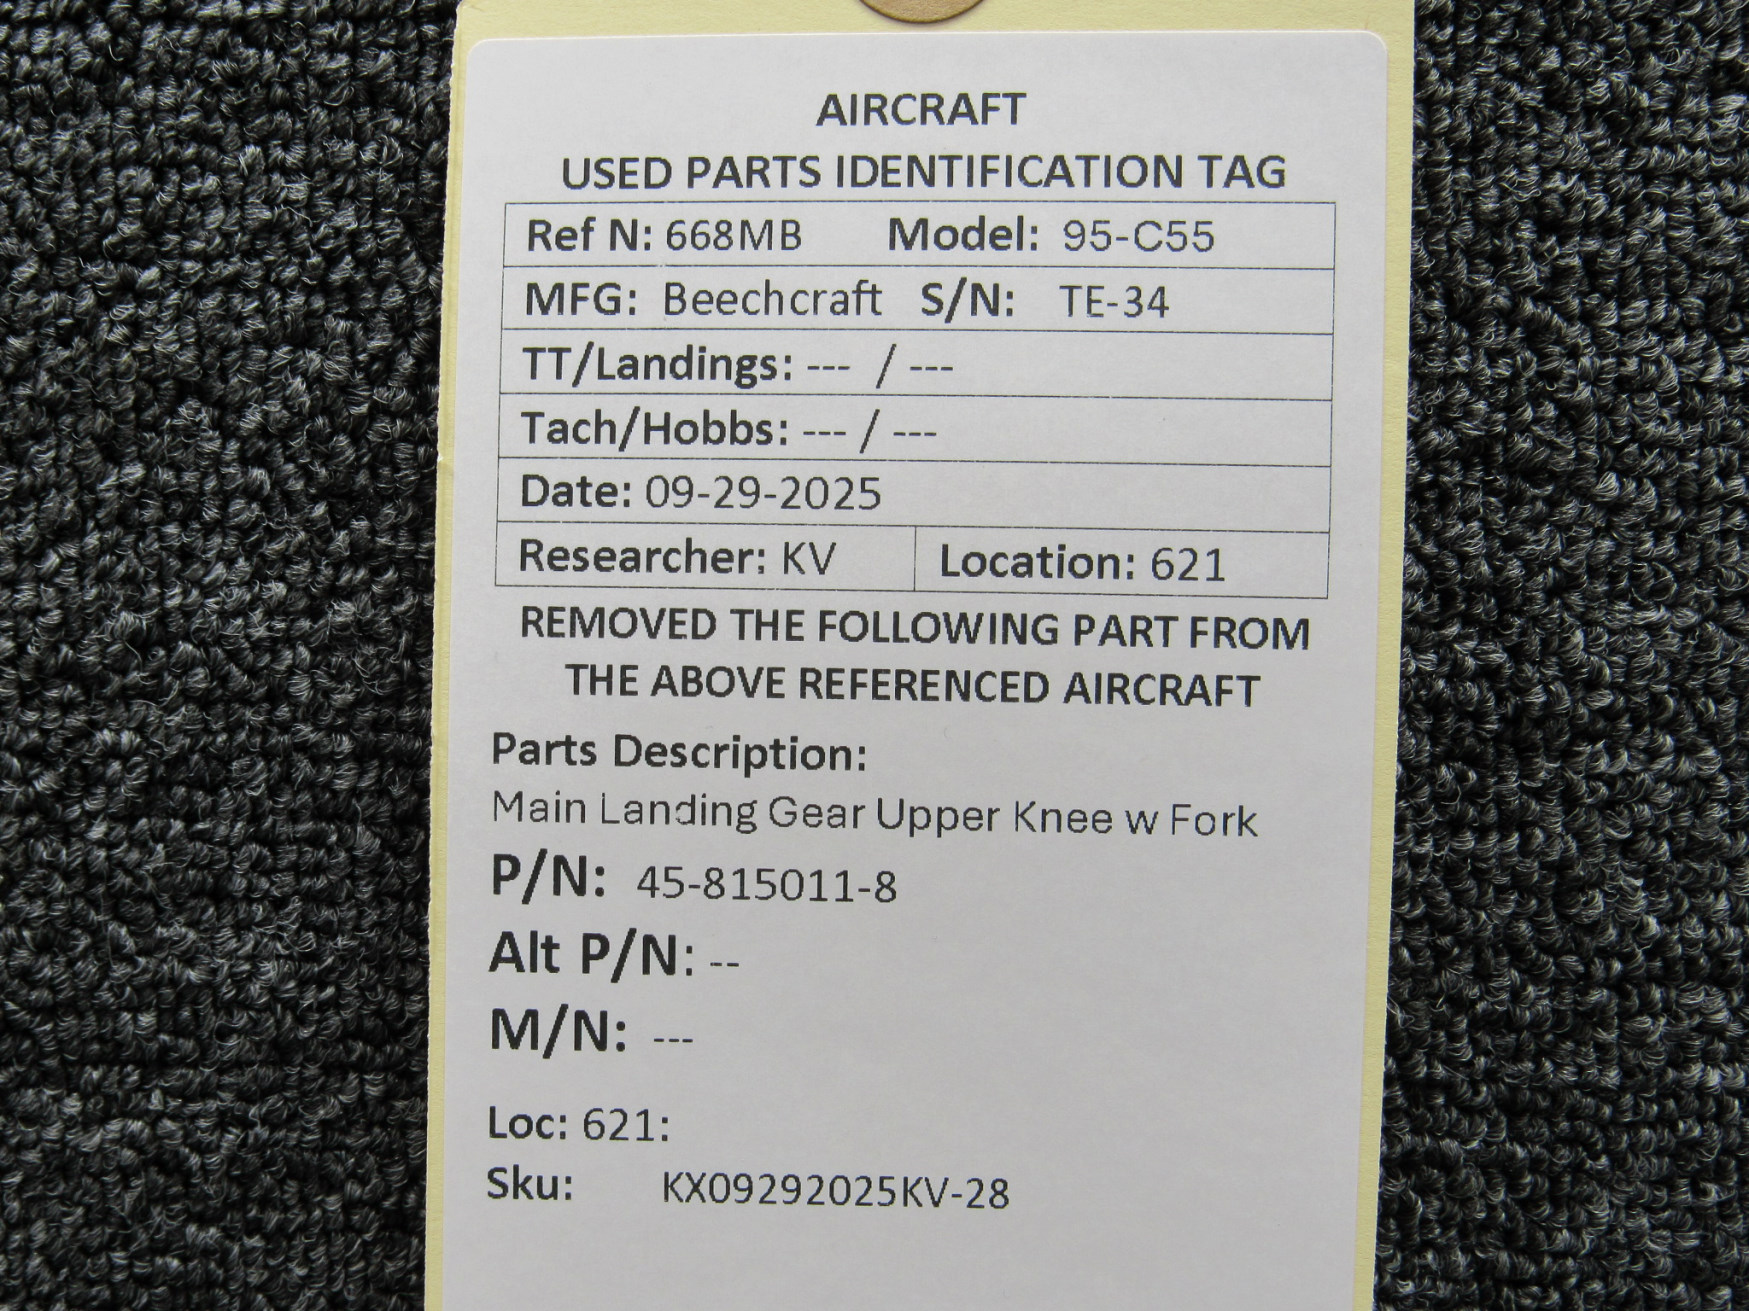 AIRCRAFT
USED PARTS IDENTIFICATION TAG
Ref N: 668MB Model: 95-C55
MFG: Beechcraft S/N: TE-34
TT/Landings: --- / ---
Tach/Hobbs: --- / ---
Date: 09-29-2025
Researcher: KV Location: 621
REMOVED THE FOLLOWING PART FROM
THE ABOVE REFERENCED AIRCRAFT
Parts Description:
Main Landing Gear Upper Knee w Fork
P/N: 45-815011-8
Alt P/N: --
M/N: ---
Loc: 621:
Sku: KX09292025KV-28